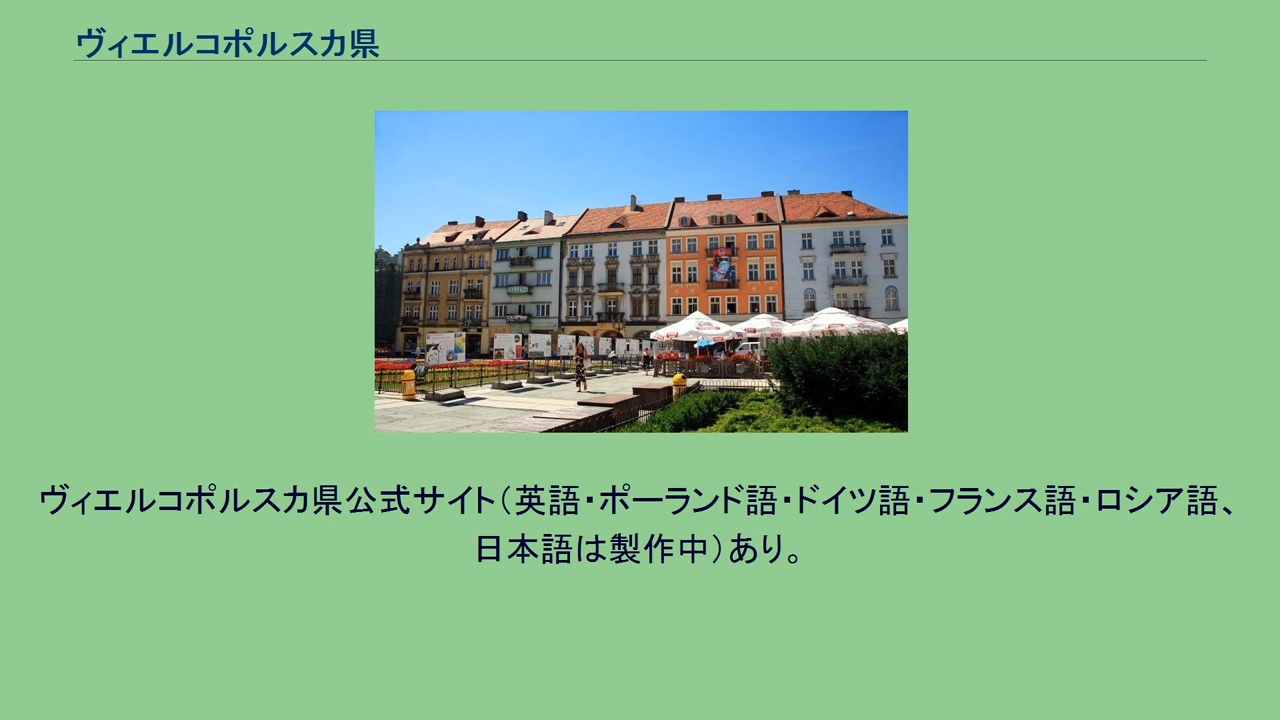 ヴィエルコポルスカ県
ヴィエルコポルスカ県公式サイト（英語・ポーランド語・ドイツ語・フランス語・ロシア語、
日本語は製作中）あり。